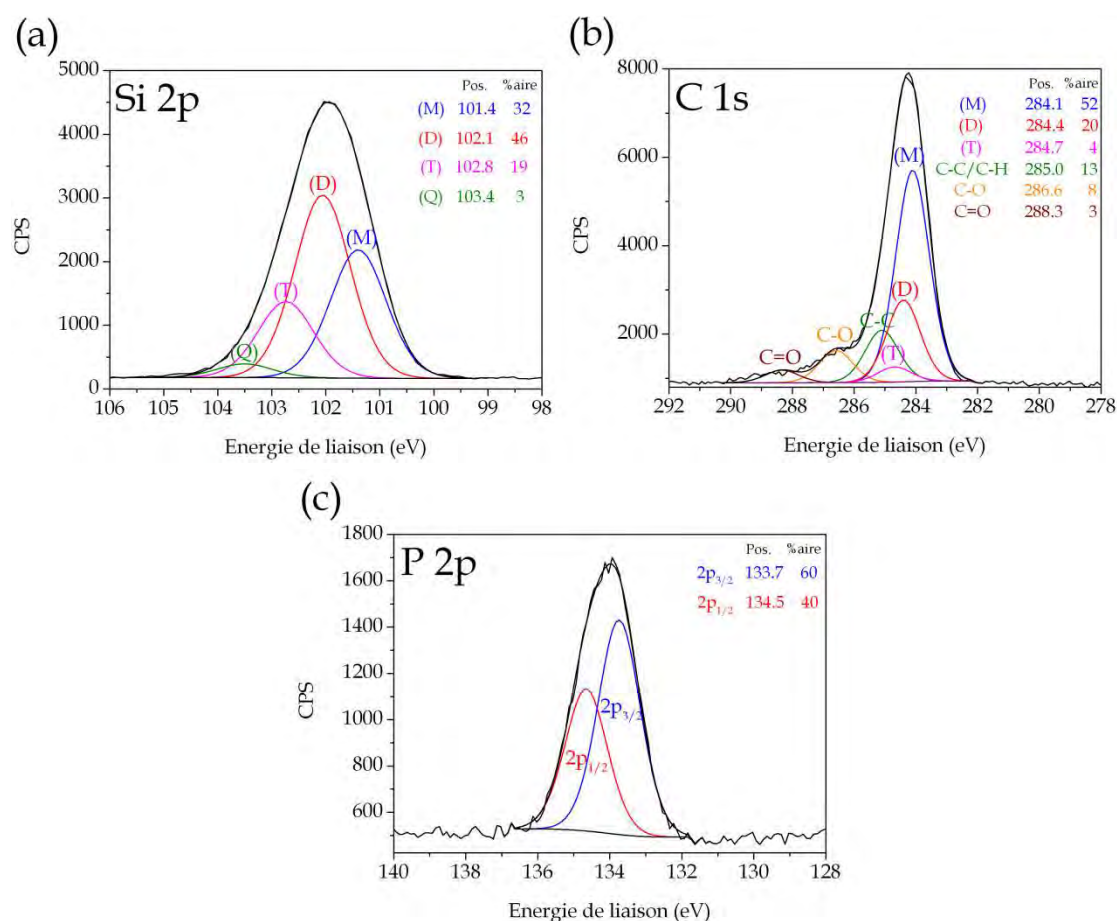 (a)
Si 2p
Pos. %aire
(M) 101.4 32
(D) 102.1 46
(T) 102.8 19
(Q) 103.4 3
(D)
(M)
(T)
(Q)
5000
4000
3000
2000
1000
0
CPS
106 105 104 103 102 101 100 99 98
Energie de liaison (eV)
(b)
C 1s
Pos. %aire
(M) 284.1 52
(D) 284.4 20
(T) 284.7 4
C-C/C-H 285.0 13
C-O 286.6 8
C=O 288.3 3
(M)
(D)
C-C
C-O
(T)
C=O
8000
6000
4000
2000
CPS
292 290 288 286 284 282 280 278
Energie de liaison (eV)
(c)
P 2p
Pos. %aire
2p3/2 133.7 60
2p1/2 134.5 40
2p3/2
2p1/2
1800
1600
1400
1200
1000
800
600
CPS
140 138 136 134 132 130 128
Energie de liaison (eV)